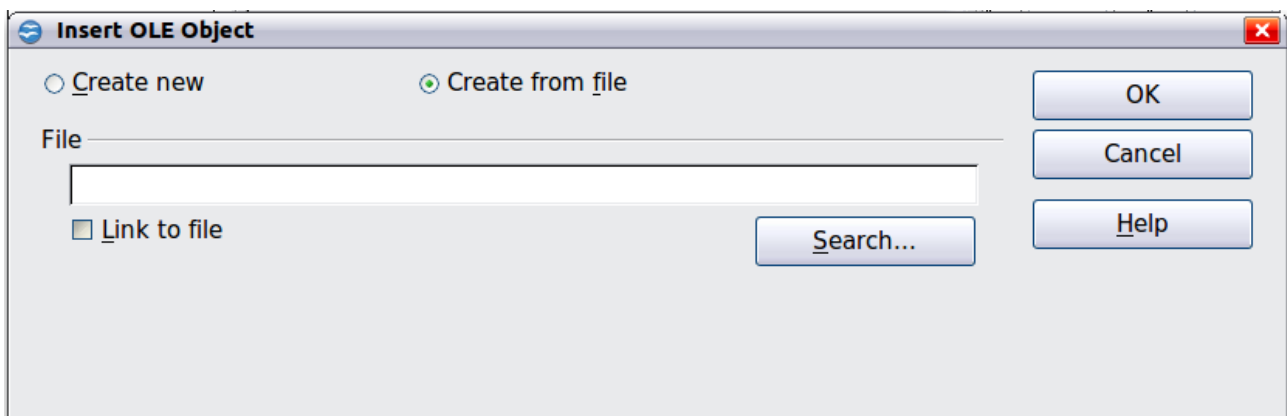 Insert OLE Object
Create new
Create from file
OK
File
Cancel
Link to file
Search...
Help